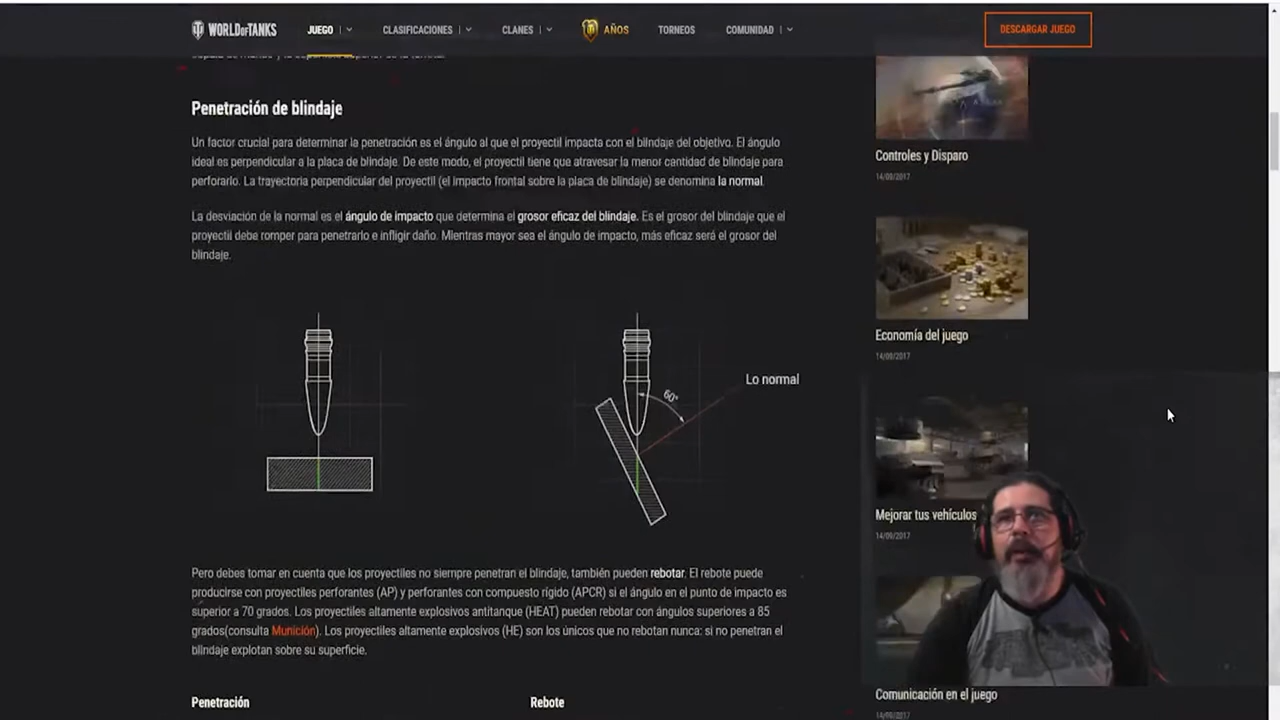 WORLD OF TANKS JUEGO CLASIFICACIONES CLANES AÑOS TORNEOS COMUNIDAD DESCARGAR JUEGO
Penetración de blindaje
Un factor crucial para determinar la penetración es el ángulo al que el proyectil impacta con el blindaje del objetivo. El ángulo
ideal es perpendicular a la placa de blindaje. De este modo, el proyectil tiene que atravesar la menor cantidad de blindaje para
perforarlo. La trayectoria perpendicular del proyectil (el impacto frontal sobre la placa de blindaje) se denomina la normal.
La desviación de la normal es el ángulo de impacto que determina el grosor eficaz del blindaje. Es el grosor del blindaje que el
proyectil debe romper para penetrarlo e infligir daño. Mientras mayor sea el ángulo de impacto, más eficaz será el grosor del
blindaje.
60°
Lo normal
Pero debes tomar en cuenta que los proyectiles no siempre penetran el blindaje, también pueden rebotar. El rebote puede
producirse con proyectiles perforantes (AP) y perforantes con compuesto rígido (APCR) si el ángulo en el punto de impacto es
superior a 70 grados. Los proyectiles altamente explosivos antitanque (HEAT) pueden rebotar con ángulos superiores a 85
grados(consulta Munición). Los proyectiles altamente explosivos (HE) son los únicos que no rebotan nunca: si no penetran el
blindaje explotan sobre su superficie.
Penetración
Rebote
Controles y Disparo
14/09/2017
Economía del juego
14/09/2017
Mejorar tus vehículos
14/09/2017
Comunicación en el juego
14/09/2017